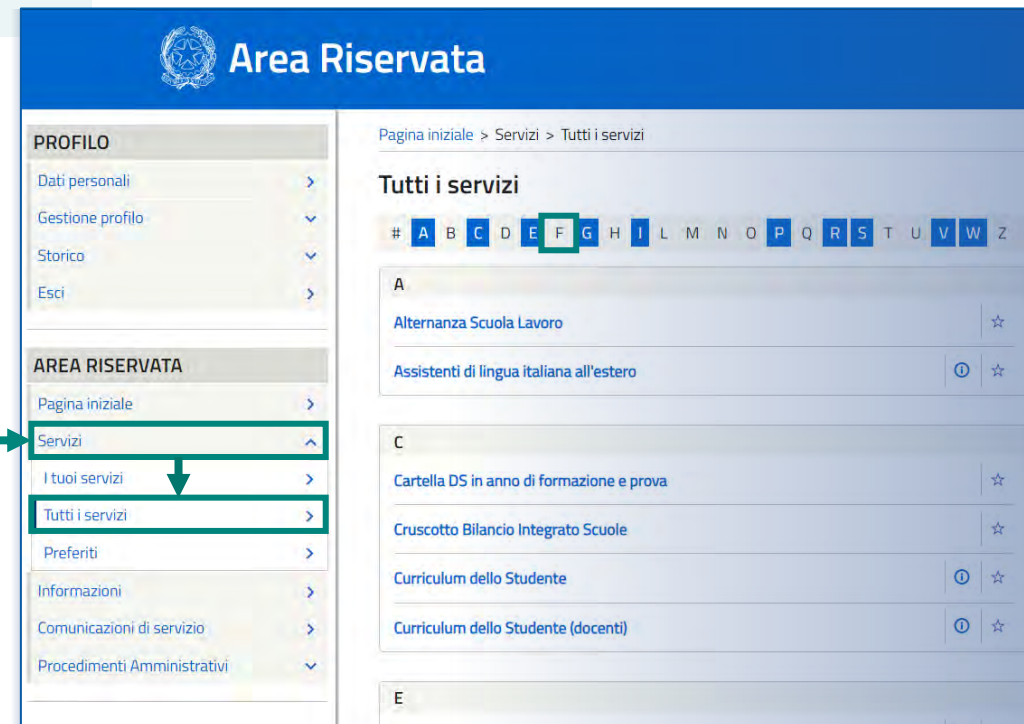 Area Riservata
PROFILO
Dati personali
Gestione profilo
Storico
Esci
AREA RISERVATA
Pagina iniziale
Servizi
I tuoi servizi
Tutti i servizi
Preferiti
Informazioni
Comunicazioni di servizio
Procedimenti Amministrativi
Pagina iniziale > Servizi > Tutti i servizi
Tutti i servizi
# A B C D E F G H I L M N O P Q R S T U V W Z
A
Alternanza Scuola Lavoro
Assistenti di lingua italiana all'estero
C
Cartella DS in anno di formazione e prova
Cruscotto Bilancio Integrato Scuole
Curriculum dello Studente
Curriculum dello Studente (docenti)
E